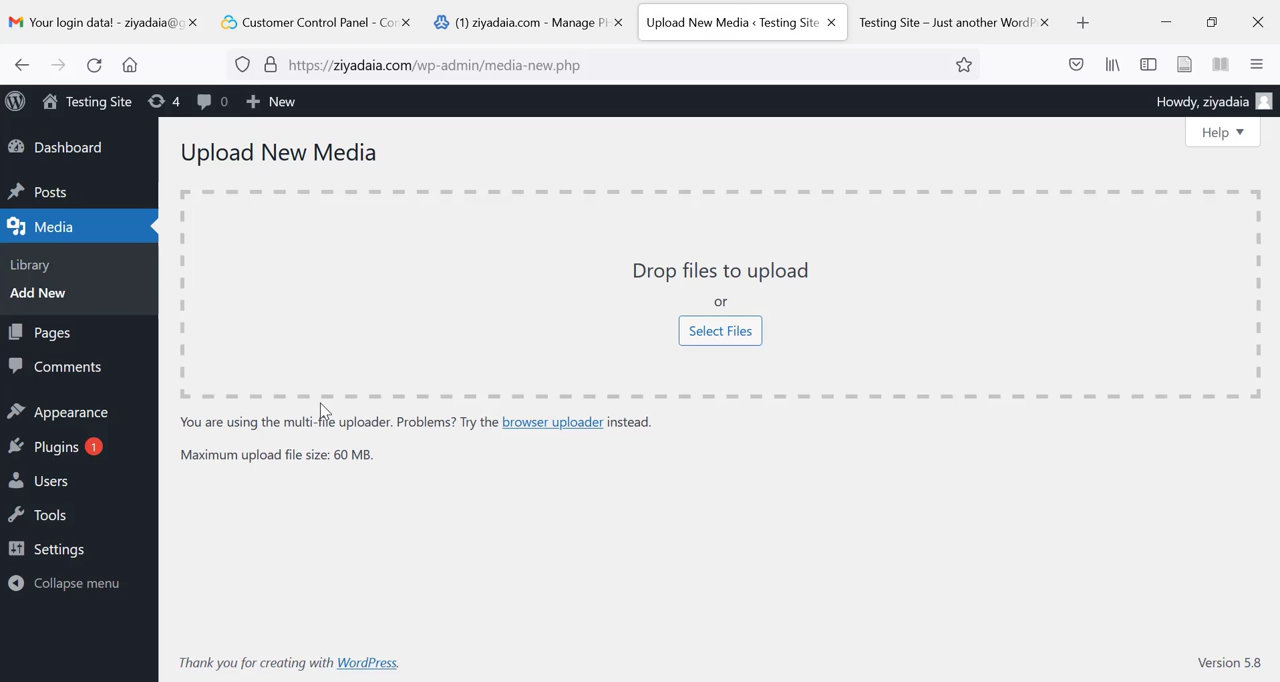 Your login data! - ziyadaia@g
Customer Control Panel - Co
(1) ziyadaia.com - Manage PH
Upload New Media ‹ Testing Site
Testing Site – Just another WordP
https://ziyadaia.com/wp-admin/media-new.php
Testing Site
4
0
New
Howdy, ziyadaia
Help
Dashboard
Posts
Media
Library
Add New
Pages
Comments
Appearance
Plugins 1
Users
Tools
Settings
Collapse menu
Upload New Media
Drop files to upload
or
Select Files
You are using the multi-file uploader. Problems? Try the browser uploader instead.
Maximum upload file size: 60 MB.
Thank you for creating with WordPress.
Version 5.8